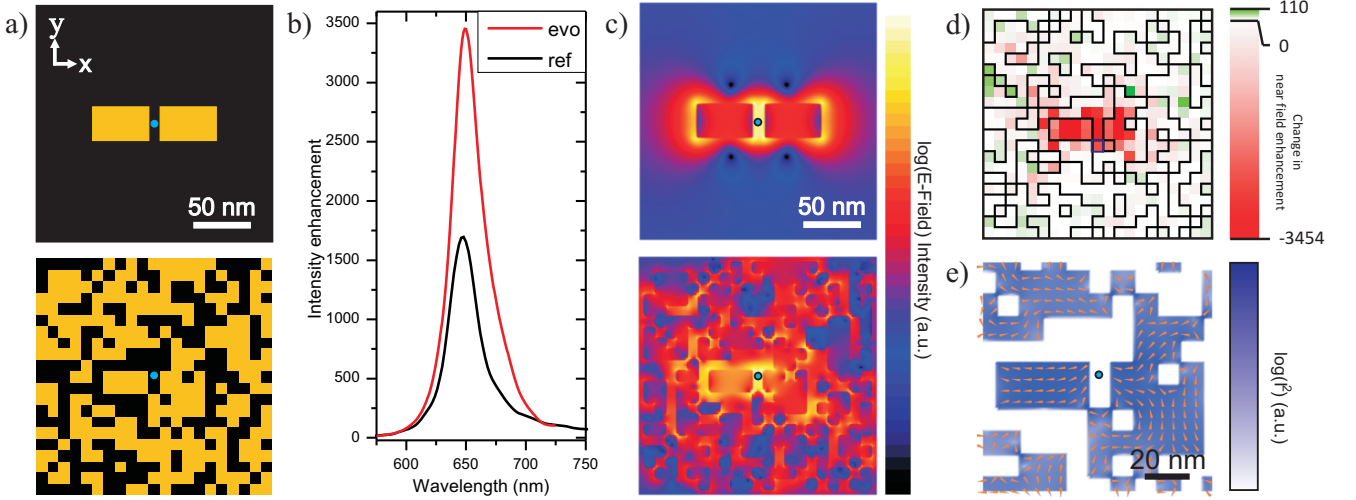 a)
y
x
50 nm
b)
3500
3000
2500
2000
1500
1000
500
0
600
650
700
750
Intensity enhancement
Wavelength (nm)
evo
ref
c)
50 nm
log(E-Field) Intensity (a.u.)
d)
110
0
Change in
near field enhancement
-3454
e)
20 nm
log(j²) (a.u.)